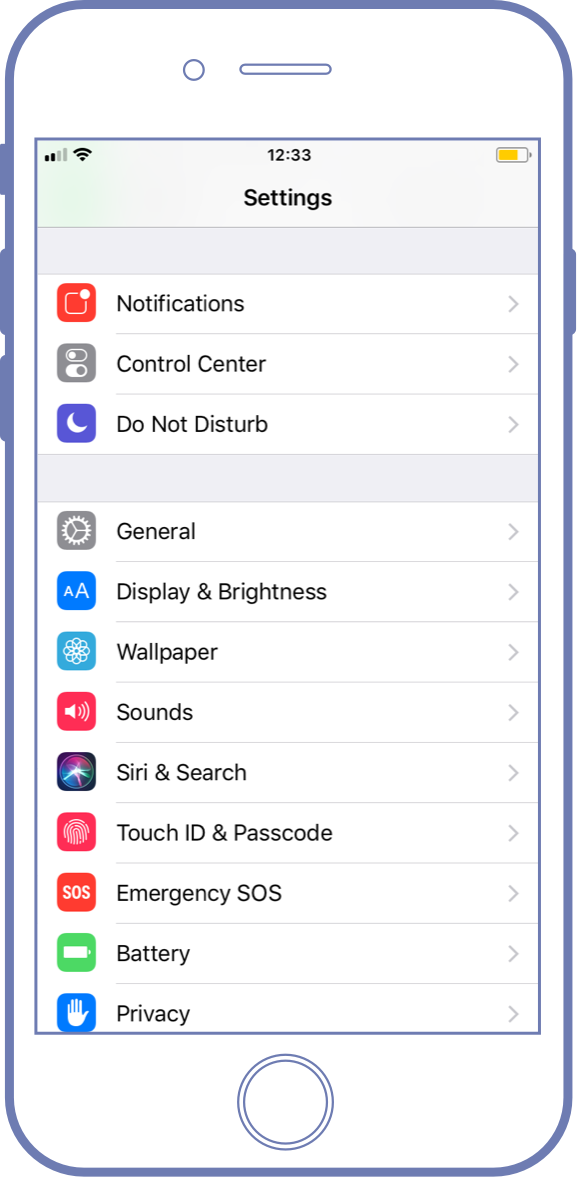 12:33
Settings
Notifications
Control Center
Do Not Disturb
General
AA Display & Brightness
Wallpaper
Sounds
Siri & Search
Touch ID & Passcode
SOS Emergency SOS
Battery
Privacy